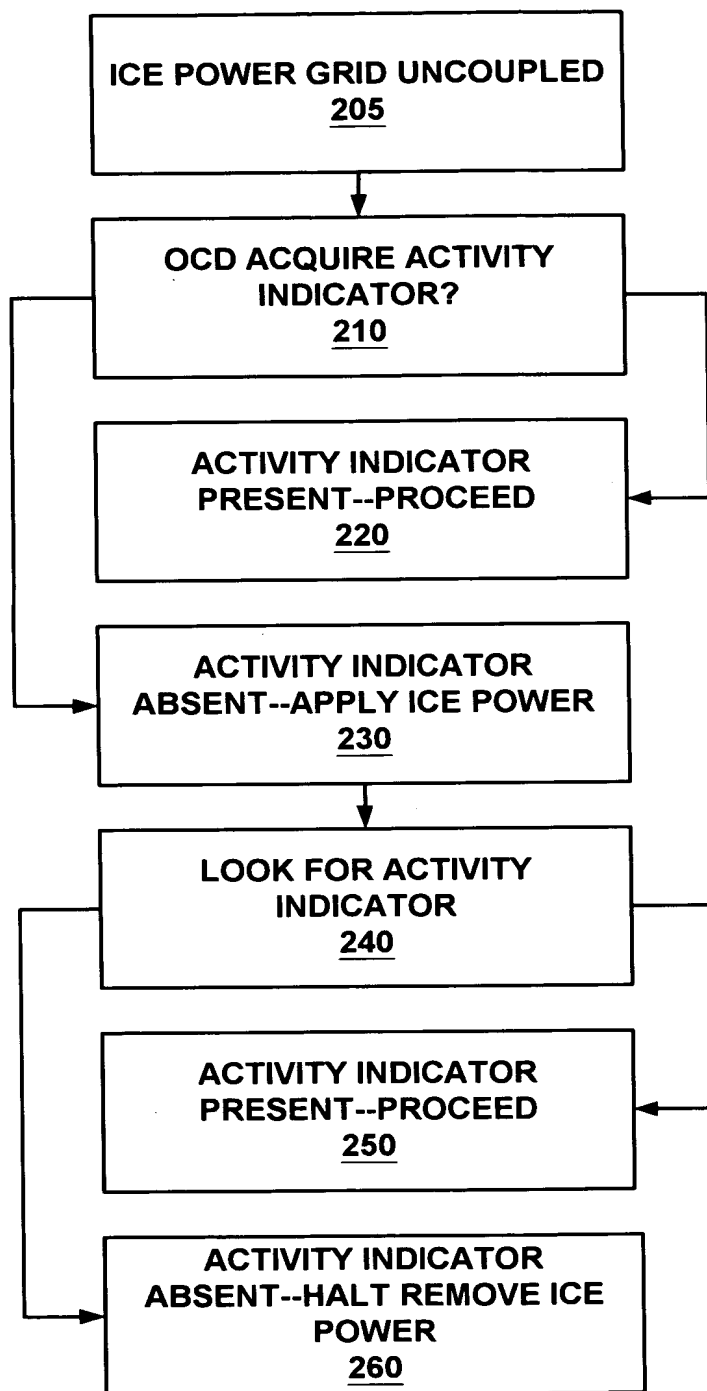 ICE POWER GRID UNCOUPLED
205
OCD ACQUIRE ACTIVITY
INDICATOR?
210
ACTIVITY INDICATOR
PRESENT--PROCEED
220
ACTIVITY INDICATOR
ABSENT--APPLY ICE POWER
230
LOOK FOR ACTIVITY
INDICATOR
240
ACTIVITY INDICATOR
PRESENT--PROCEED
250
ACTIVITY INDICATOR
ABSENT--HALT REMOVE ICE
POWER
260